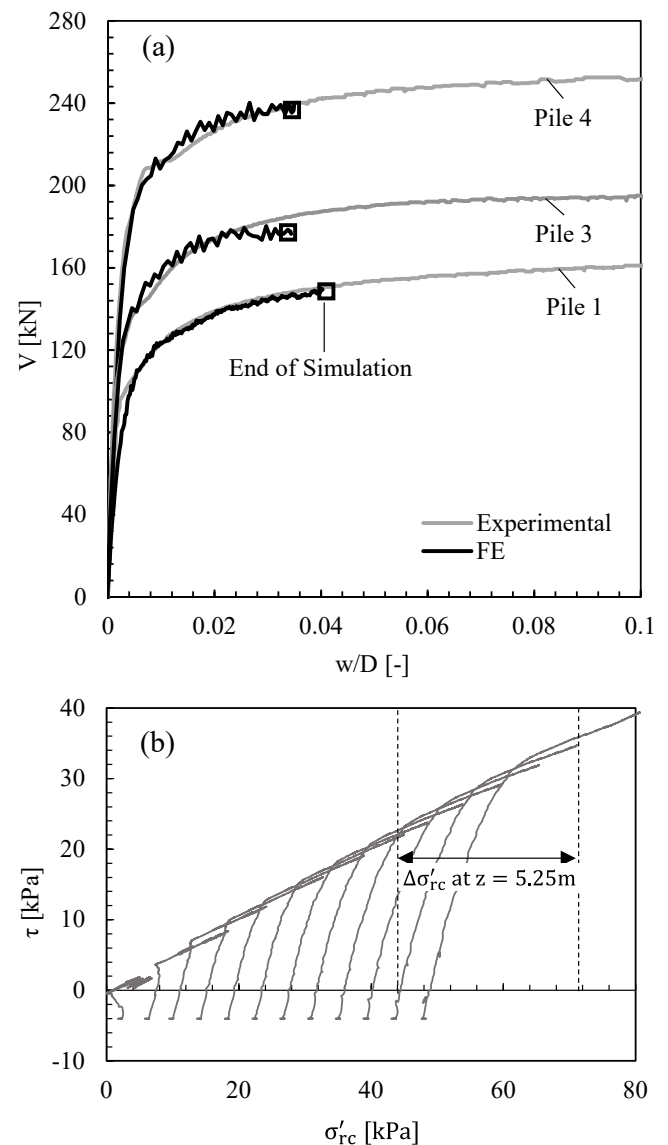 (a)
280
240
200
160
120
80
40
0
V [kN]
Pile 4
Pile 3
Pile 1
End of Simulation
Experimental
FE
0 0.02 0.04 0.06 0.08 0.1
w/D [-]
(b)
40
30
20
10
0
-10
τ [kPa]
Δσ′rc at z = 5.25m
0 20 40 60 80
σ′rc [kPa]